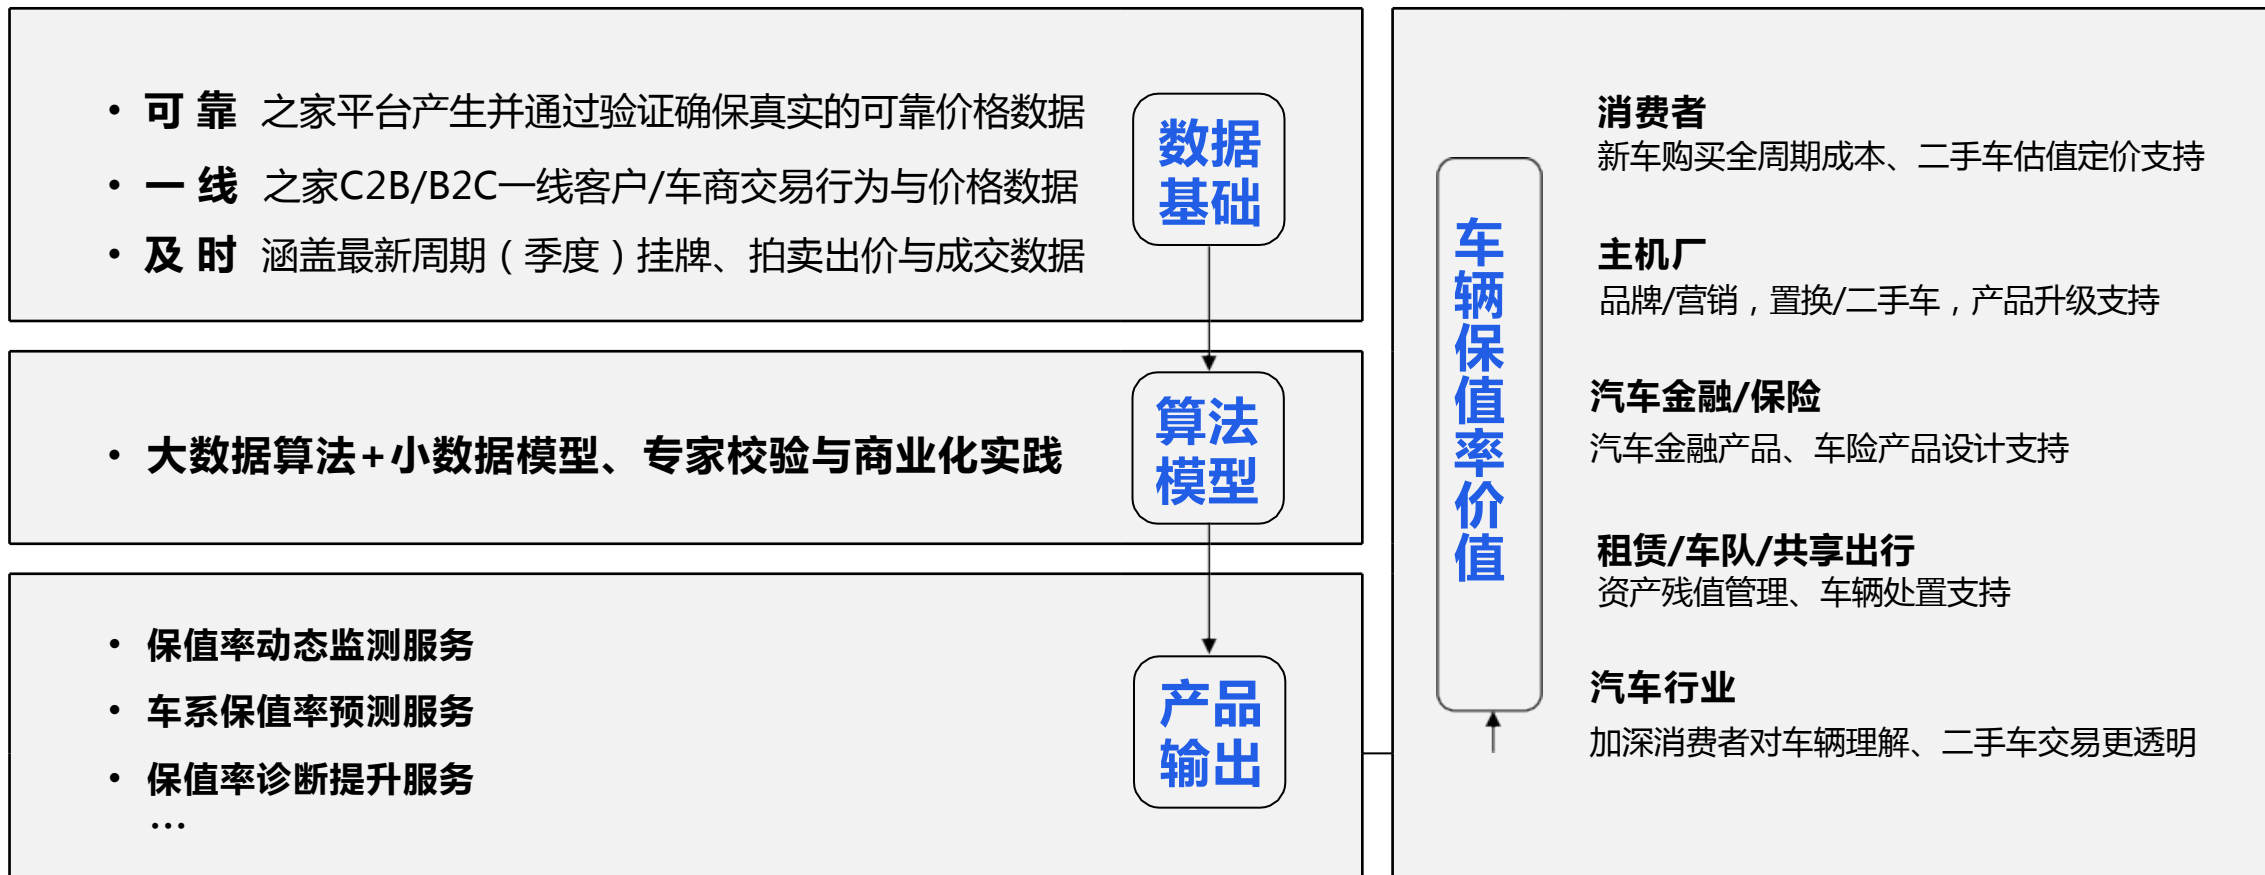 • 可 靠 之家平台产生并通过验证确保真实的可靠价格数据
• 一 线 之家C2B/B2C一线客户/车商交易行为与价格数据
• 及 时 涵盖最新周期（季度）挂牌、拍卖出价与成交数据
数据
基础
• 大数据算法+小数据模型、专家校验与商业化实践
算法
模型
• 保值率动态监测服务
• 车系保值率预测服务
• 保值率诊断提升服务
…
产品
输出
车辆保值率价值
消费者
新车购买全周期成本、二手车估值定价支持
主机厂
品牌/营销，置换/二手车，产品升级支持
汽车金融/保险
汽车金融产品、车险产品设计支持
租赁/车队/共享出行
资产残值管理、车辆处置支持
汽车行业
加深消费者对车辆理解、二手车交易更透明